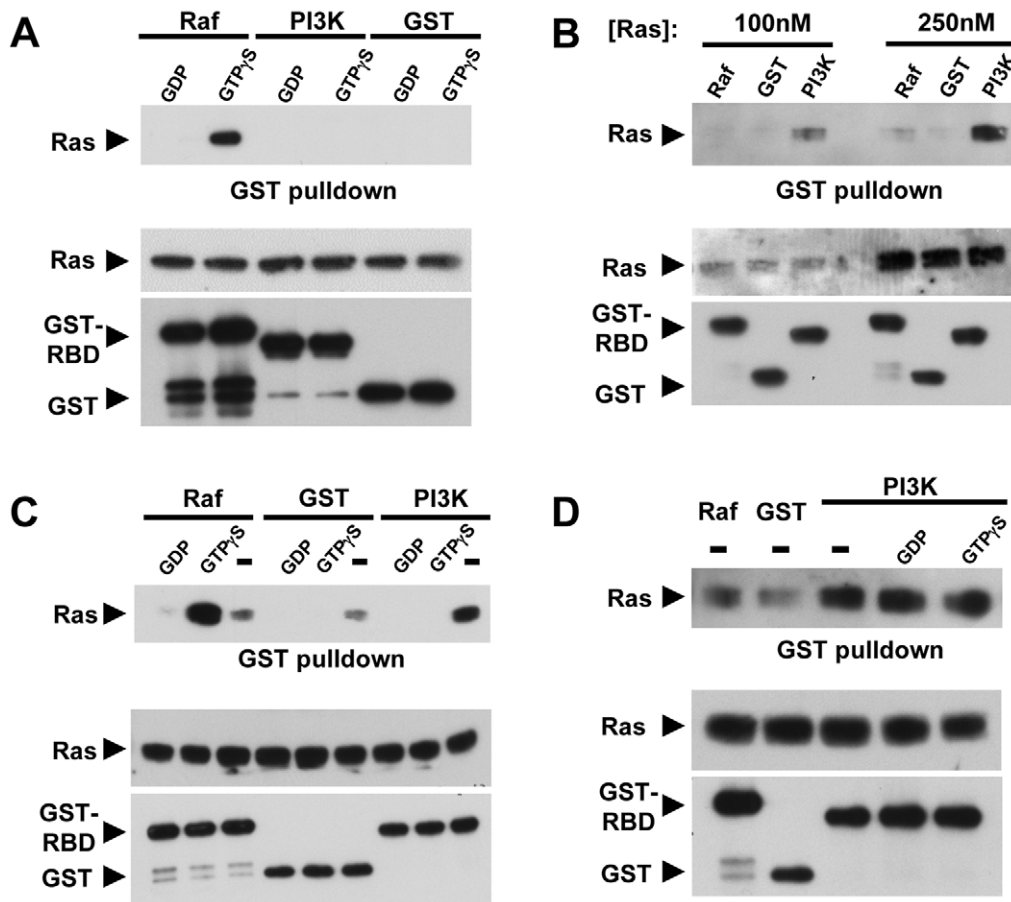 A
Raf PI3K GST
GDP GTPγS GDP GTPγS GDP GTPγS
Ras
GST pulldown
Ras
GST-
RBD
GST
B
[Ras]: 100nM 250nM
Raf GST PI3K Raf GST PI3K
Ras
GST pulldown
Ras
GST-
RBD
GST
C
Raf GST PI3K
GDP GTPγS - GDP GTPγS - GDP GTPγS -
Ras
GST pulldown
Ras
GST-
RBD
GST
D
PI3K
Raf GST
- - - GDP GTPγS
Ras
GST pulldown
Ras
GST-
RBD
GST